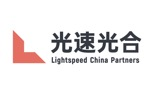 光速光合
Lightspeed China Partners